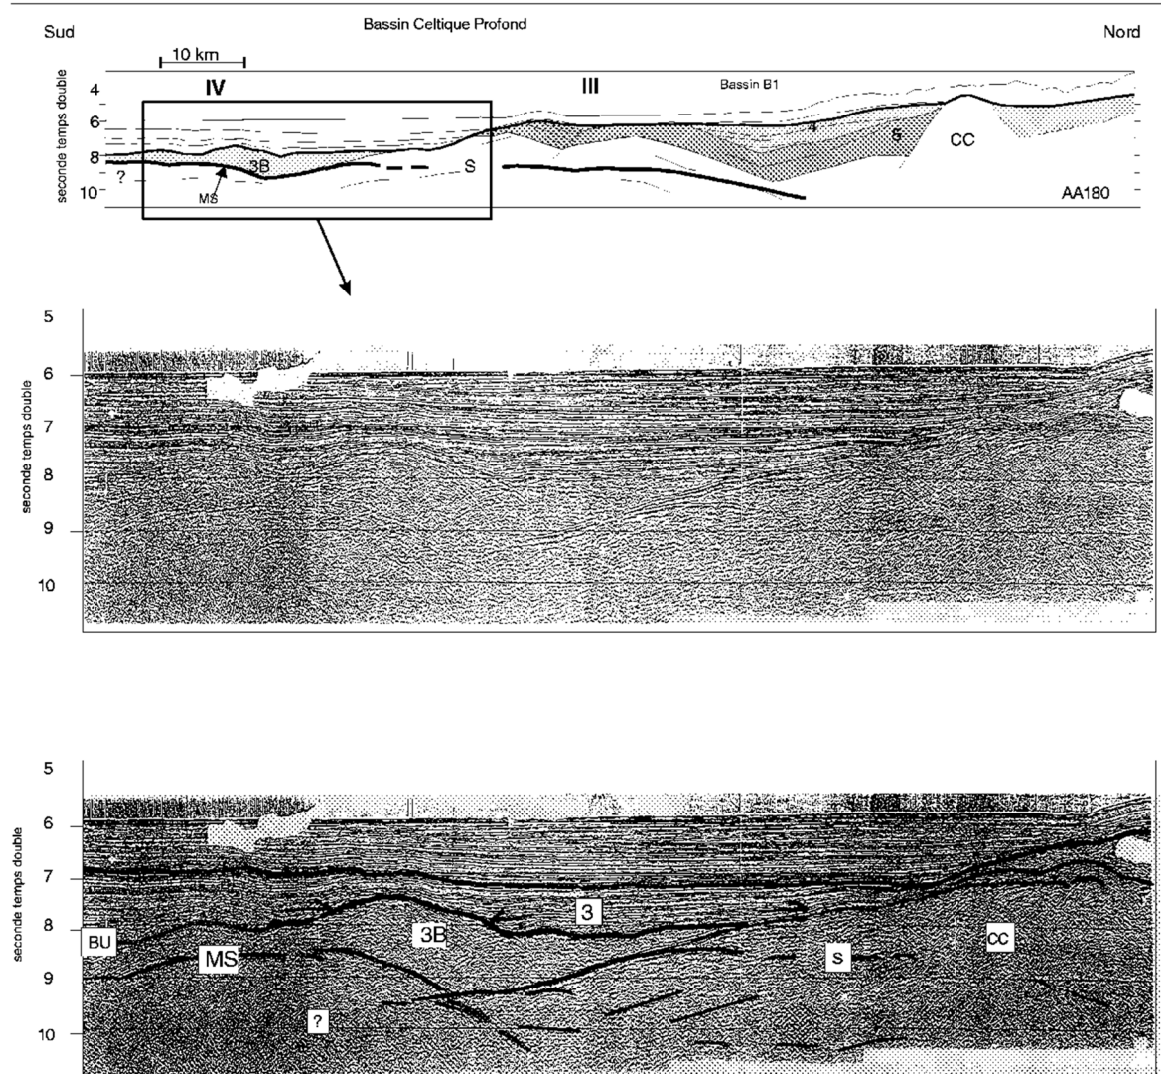 Bassin Celtique Profond
Sud
Nord
10 km
IV
III
Bassin B1
seconde temps double
4
6
8
10
4
5
3B
S
CC
?
MS
AA180
5
6
7
8
9
10
seconde temps double
5
6
7
8
9
10
seconde temps double
3
3B
BU
MS
S
CC
?